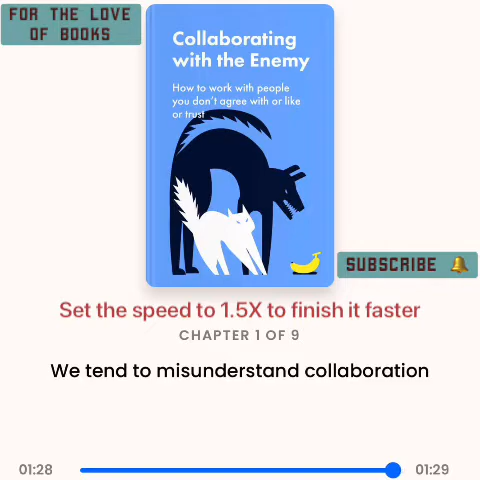 FOR THE LOVE
OF BOOKS
Collaborating
with the Enemy
How to work with people
you don't agree with or like
or trust
SUBSCRIBE
Set the speed to 1.5X to finish it faster
CHAPTER 1 OF 9
We tend to misunderstand collaboration
01:28
01:29